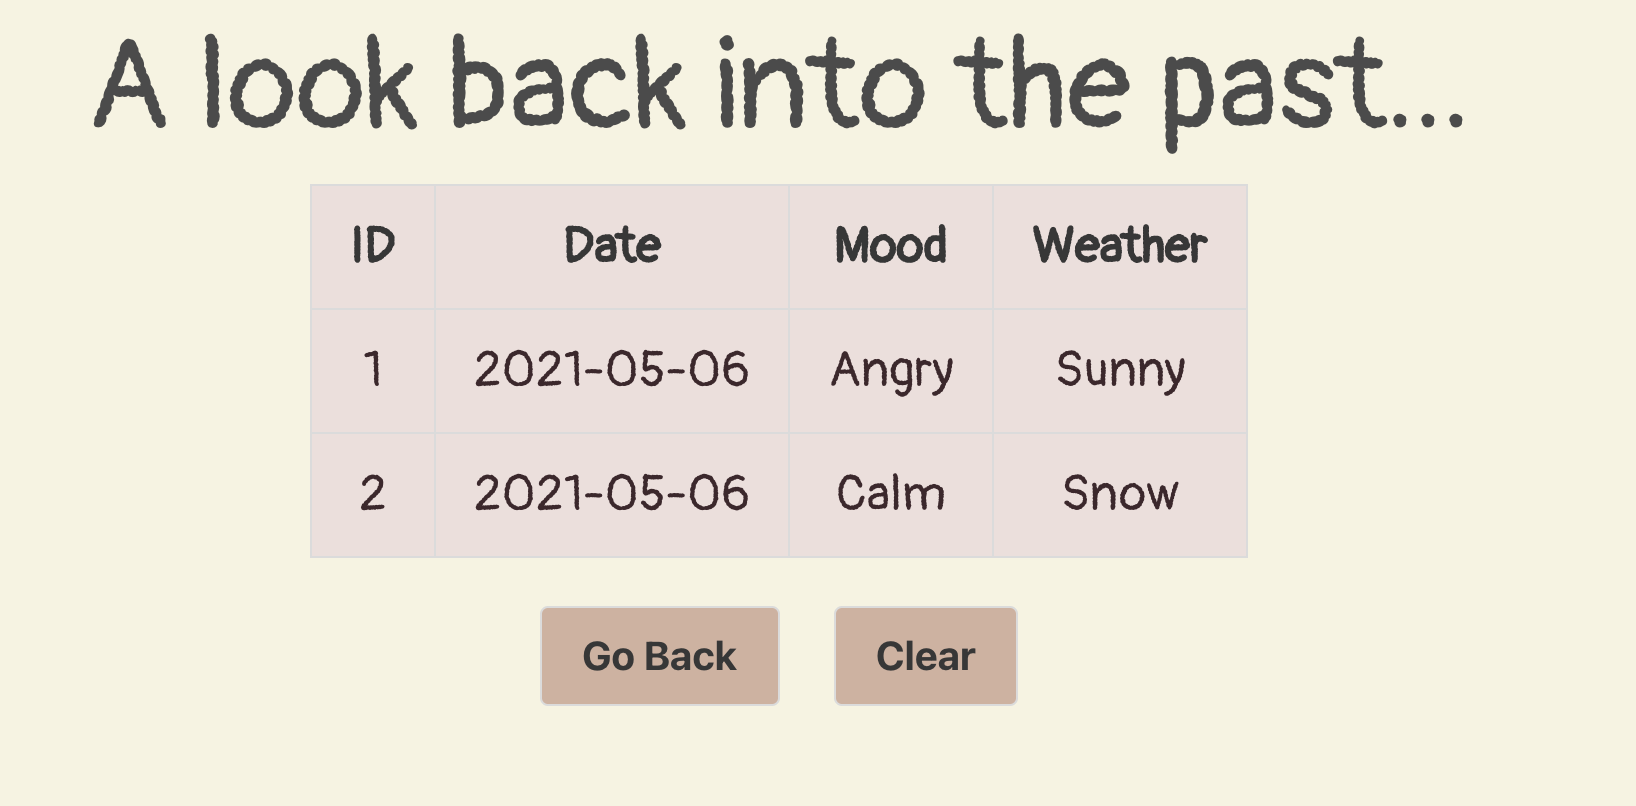 A look back into the past...
ID Date Mood Weather
1 2021-05-06 Angry Sunny
2 2021-05-06 Calm Snow
Go Back Clear